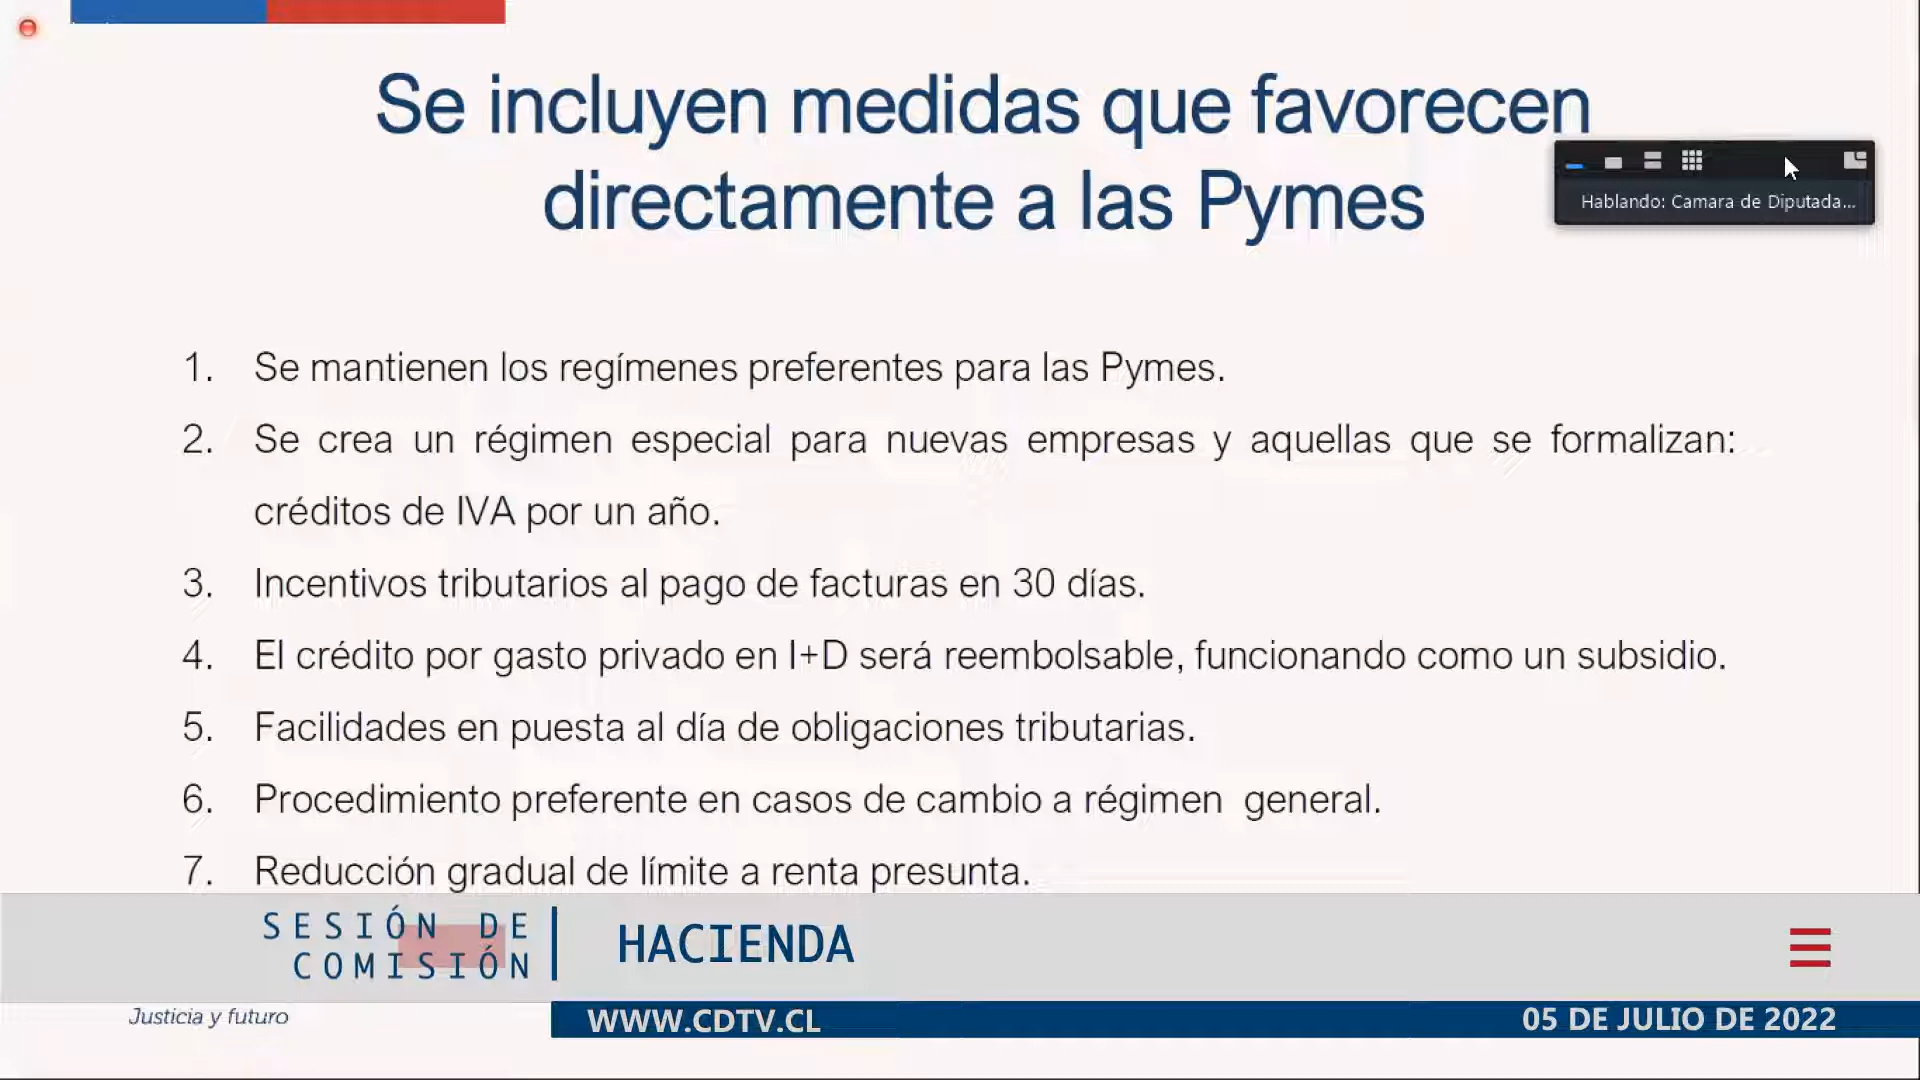 Se incluyen medidas que favorecen
directamente a las Pymes
Hablando: Camara de Diputada...
1. Se mantienen los regímenes preferentes para las Pymes.
2. Se crea un régimen especial para nuevas empresas y aquellas que se formalizan:
créditos de IVA por un año.
3. Incentivos tributarios al pago de facturas en 30 días.
4. El crédito por gasto privado en I+D será reembolsable, funcionando como un subsidio.
5. Facilidades en puesta al día de obligaciones tributarias.
6. Procedimiento preferente en casos de cambio a régimen general.
7. Reducción gradual de límite a renta presunta.
SESIÓN DE
COMISIÓN
HACIENDA
Justicia y futuro
WWW.CDTV.CL
05 DE JULIO DE 2022